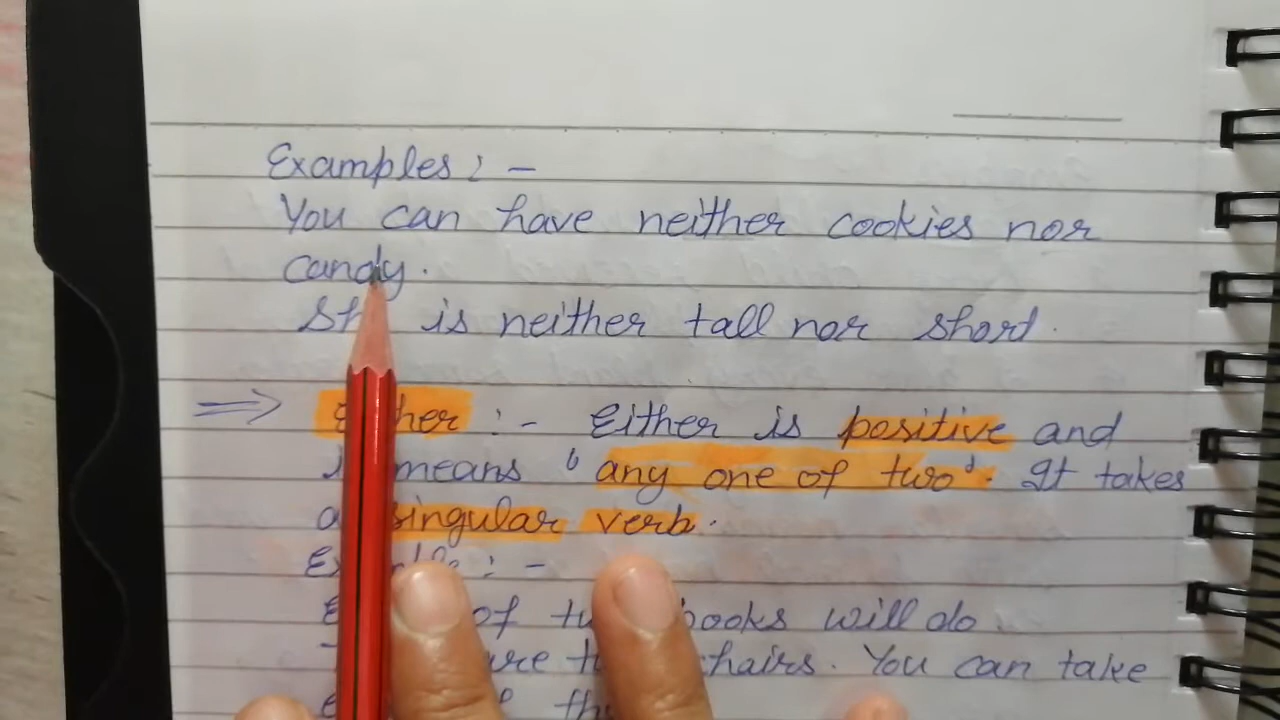 Examples : -
You can have neither cookies nor
candy.
is neither tall nor short.
⇒ : - Either is positive and
means 'any one of two'. It takes
singular verb.
: -
of books will do.
chairs. You can take